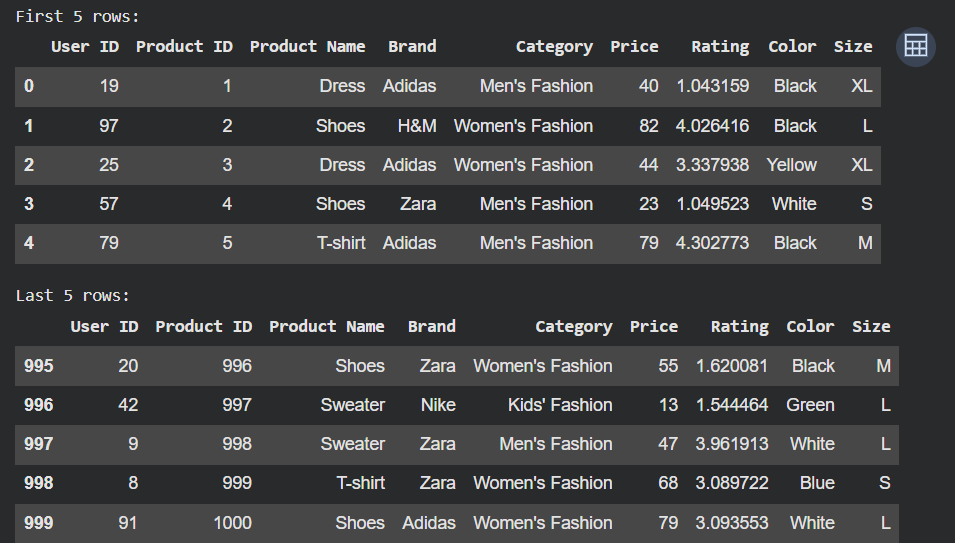 First 5 rows:
User ID Product ID Product Name Brand Category Price Rating Color Size
0 19 1 Dress Adidas Men's Fashion 40 1.043159 Black XL
1 97 2 Shoes H&M Women's Fashion 82 4.026416 Black L
2 25 3 Dress Adidas Women's Fashion 44 3.337938 Yellow XL
3 57 4 Shoes Zara Men's Fashion 23 1.049523 White S
4 79 5 T-shirt Adidas Men's Fashion 79 4.302773 Black M
Last 5 rows:
User ID Product ID Product Name Brand Category Price Rating Color Size
995 20 996 Shoes Zara Women's Fashion 55 1.620081 Black M
996 42 997 Sweater Nike Kids' Fashion 13 1.544464 Green L
997 9 998 Sweater Zara Men's Fashion 47 3.961913 White L
998 8 999 T-shirt Zara Women's Fashion 68 3.089722 Blue S
999 91 1000 Shoes Adidas Women's Fashion 79 3.093553 White L